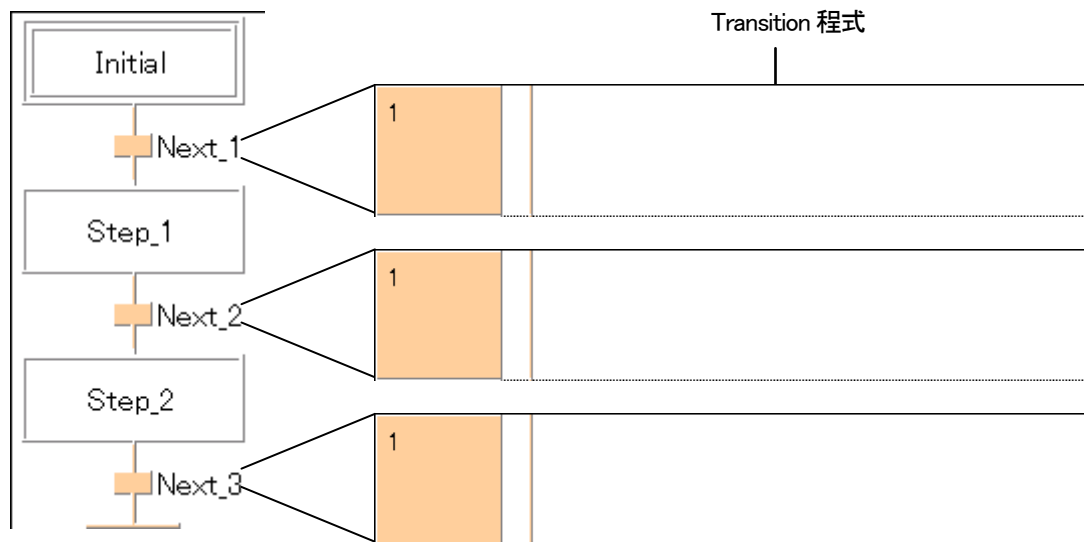 Transition 程式
Initial
1
Next_1
Step_1
1
Next_2
Step_2
1
Next_3